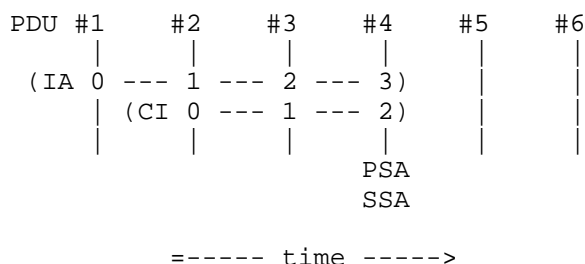 PDU #1      #2      #3      #4      #5      #6
     |       |       |       |       |       |
 (IA 0 --- 1 --- 2 --- 3)      |       |
     | (CI 0 --- 1 --- 2)      |       |
     |       |       |       |       |       |
PSA
SSA
=----- time ----->